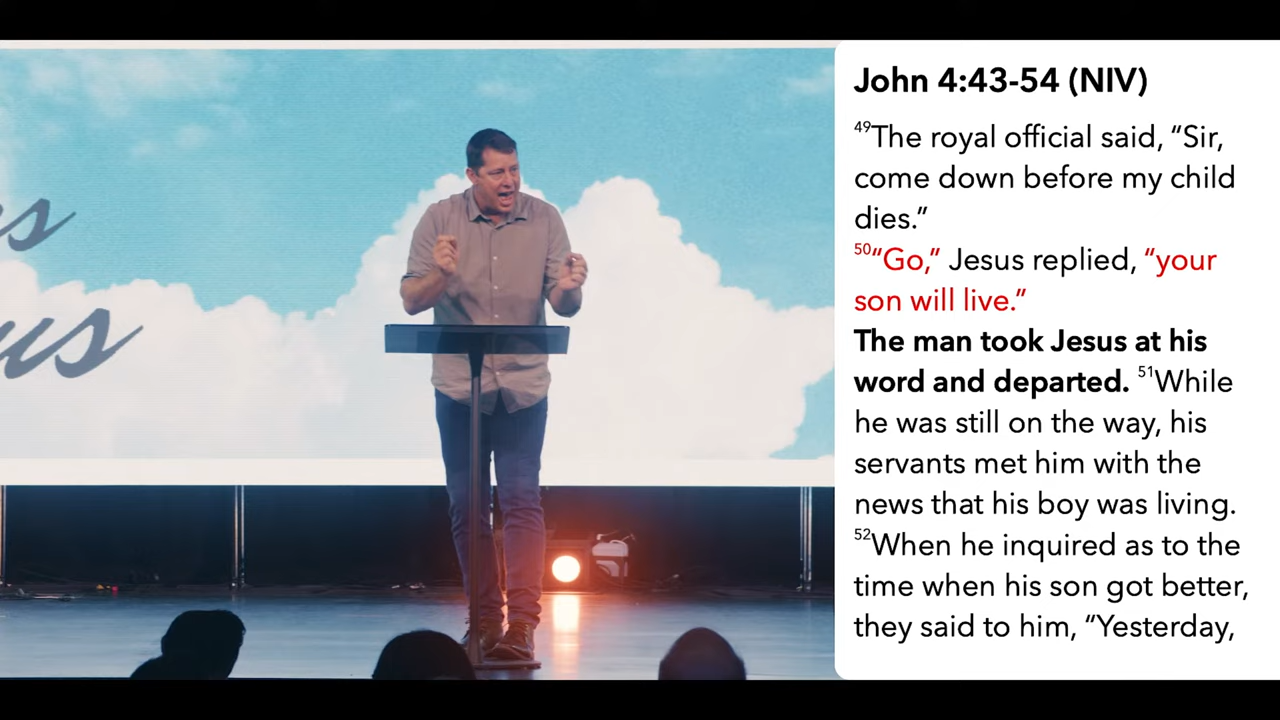 John 4:43-54 (NIV)
49The royal official said, “Sir,
come down before my child
dies.”
50“Go,” Jesus replied, “your
son will live.”
The man took Jesus at his
word and departed. 51While
he was still on the way, his
servants met him with the
news that his boy was living.
52When he inquired as to the
time when his son got better,
they said to him, “Yesterday,